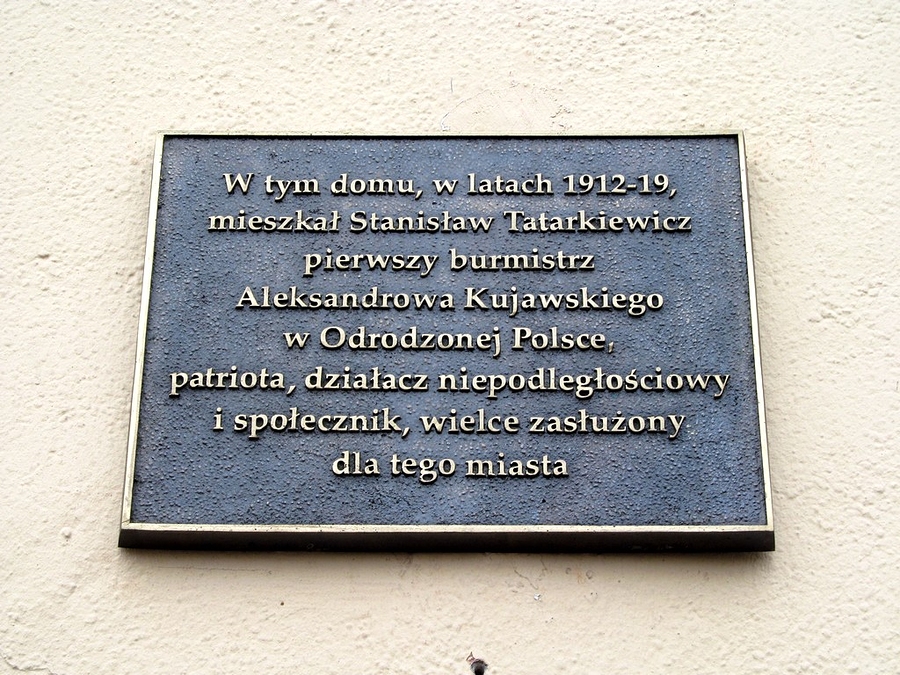 W tym domu, w latach 1912-19,
mieszkał Stanisław Tatarkiewicz
pierwszy burmistrz
Aleksandrowa Kujawskiego
w Odrodzonej Polsce,
patriota, działacz niepodległościowy
i społecznik, wielce zasłużony
dla tego miasta